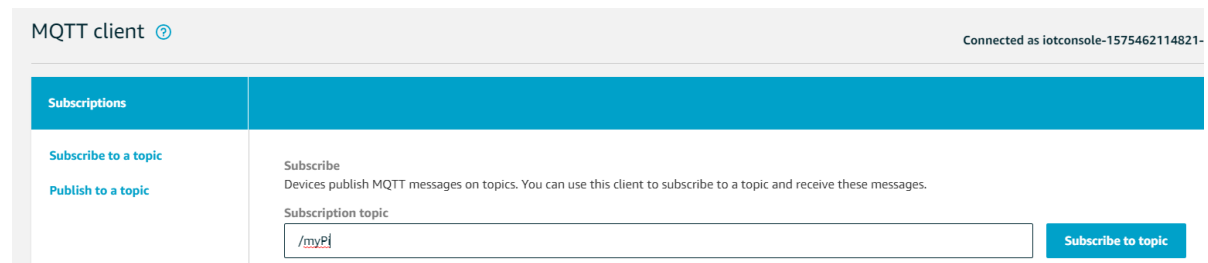 MQTT client ?
Connected as iotconsole-1575462114821-
Subscriptions
Subscribe to a topic
Publish to a topic
Subscribe
Devices publish MQTT messages on topics. You can use this client to subscribe to a topic and receive these messages.
Subscription topic
/myPi
Subscribe to topic